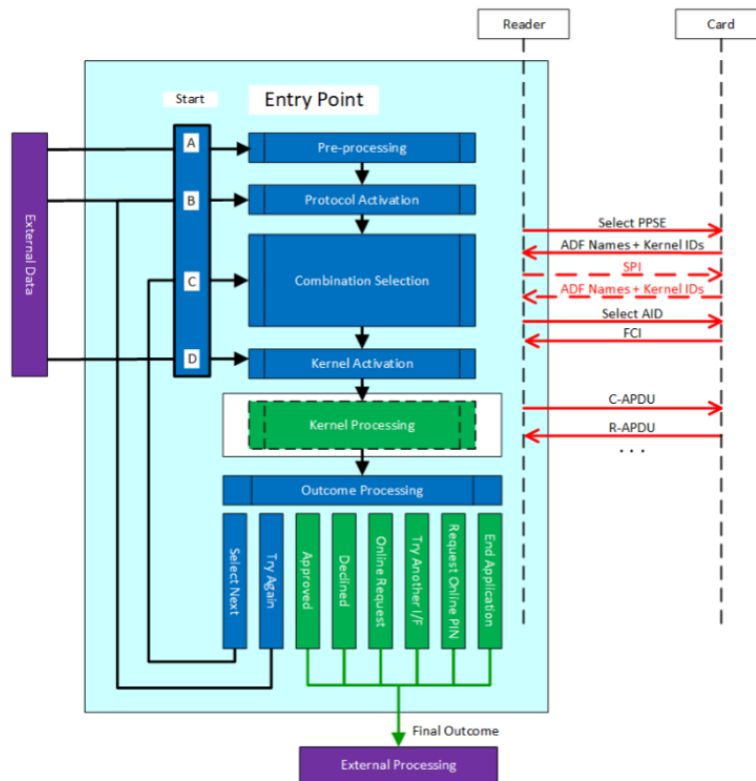 Reader
Card
Start
Entry Point
External Data
A
Pre-processing
B
Protocol Activation
C
Combination Selection
D
Kernel Activation
Kernel Processing
Outcome Processing
Select Next
Try Again
Approved
Declined
Online Request
Try Another I/F
Request Online PIN
End Application
Select PPSE
ADF Names + Kernel IDs
SPI
ADF Names + Kernel IDs
Select AID
FCI
C-APDU
R-APDU
. . .
Final Outcome
External Processing